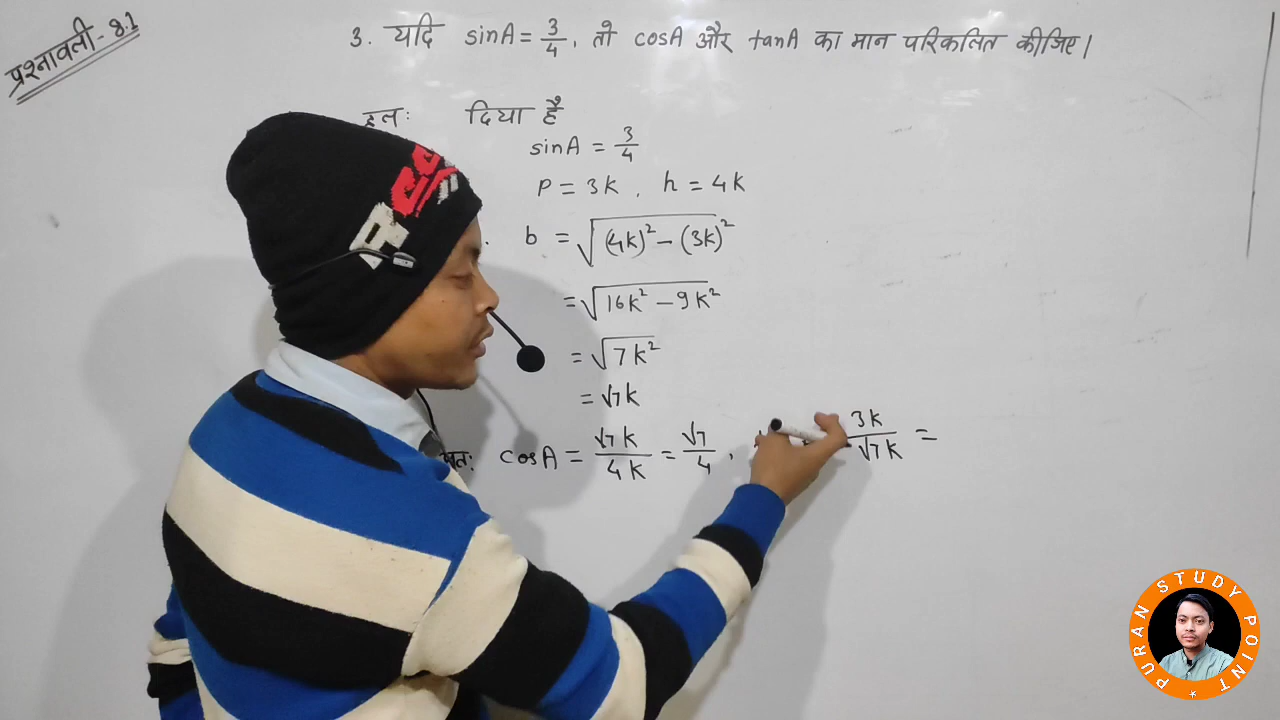 प्रश्नावली - 8.1
3. यदि sinA = 3/4, तो cosA और tanA का मान परिकलित कीजिए।
हल: दिया है
sinA = 3/4
P = 3K, h = 4K
b = √(4K)² - (3K)²
= √16K² - 9K²
= √7K²
= √7K
अतः cosA = √7K/4K = √7/4, 3K/√7K =
PURAN STUDY POINT